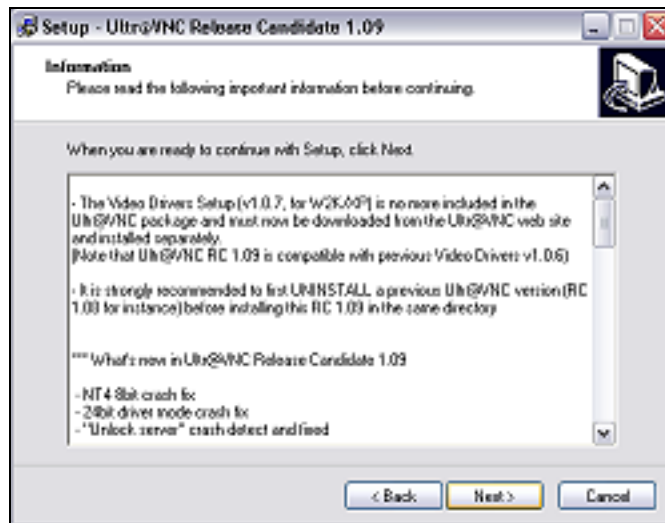 Setup - Ultr@VNC Release Candidate 1.09
Information
Please read the following important information before continuing.
When you are ready to continue with Setup, click Next.
- The Video Drivers Setup (v1.0.7, for W2K/XP) is no more included in the
Ultr@VNC package and must now be downloaded from the Ultr@VNC web site
and installed separately.
(Note that Ultr@VNC RC 1.09 is compatible with previous Video Drivers v1.0.6)
- It is strongly recommended to first UNINSTALL a previous Ultr@VNC version (RC
1.08 for instance) before installing this RC 1.09 in the same directory
*** What's new in Ultr@VNC Release Candidate 1.09
- NT4 8bit crash fix
- 24bit driver mode crash fix
- "Unlock server" crash detect and fixed
< Back
Next >
Cancel